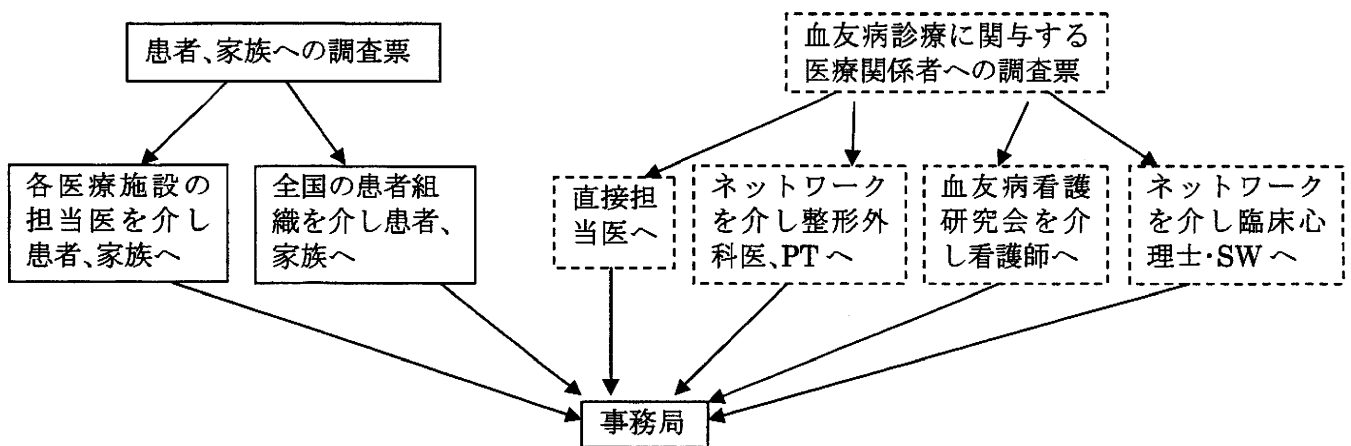 患者、家族への調査票
血友病診療に関与する
医療関係者への調査票
各医療施設の
担当医を介し
患者、家族へ
全国の患者組
織を介し患者、
家族へ
直接担
当医へ
ネットワーク
を介し整形外
科医、PTへ
血友病看護
研究会を介
し看護師へ
ネットワーク
を介し臨床心
理士・SWへ
事務局